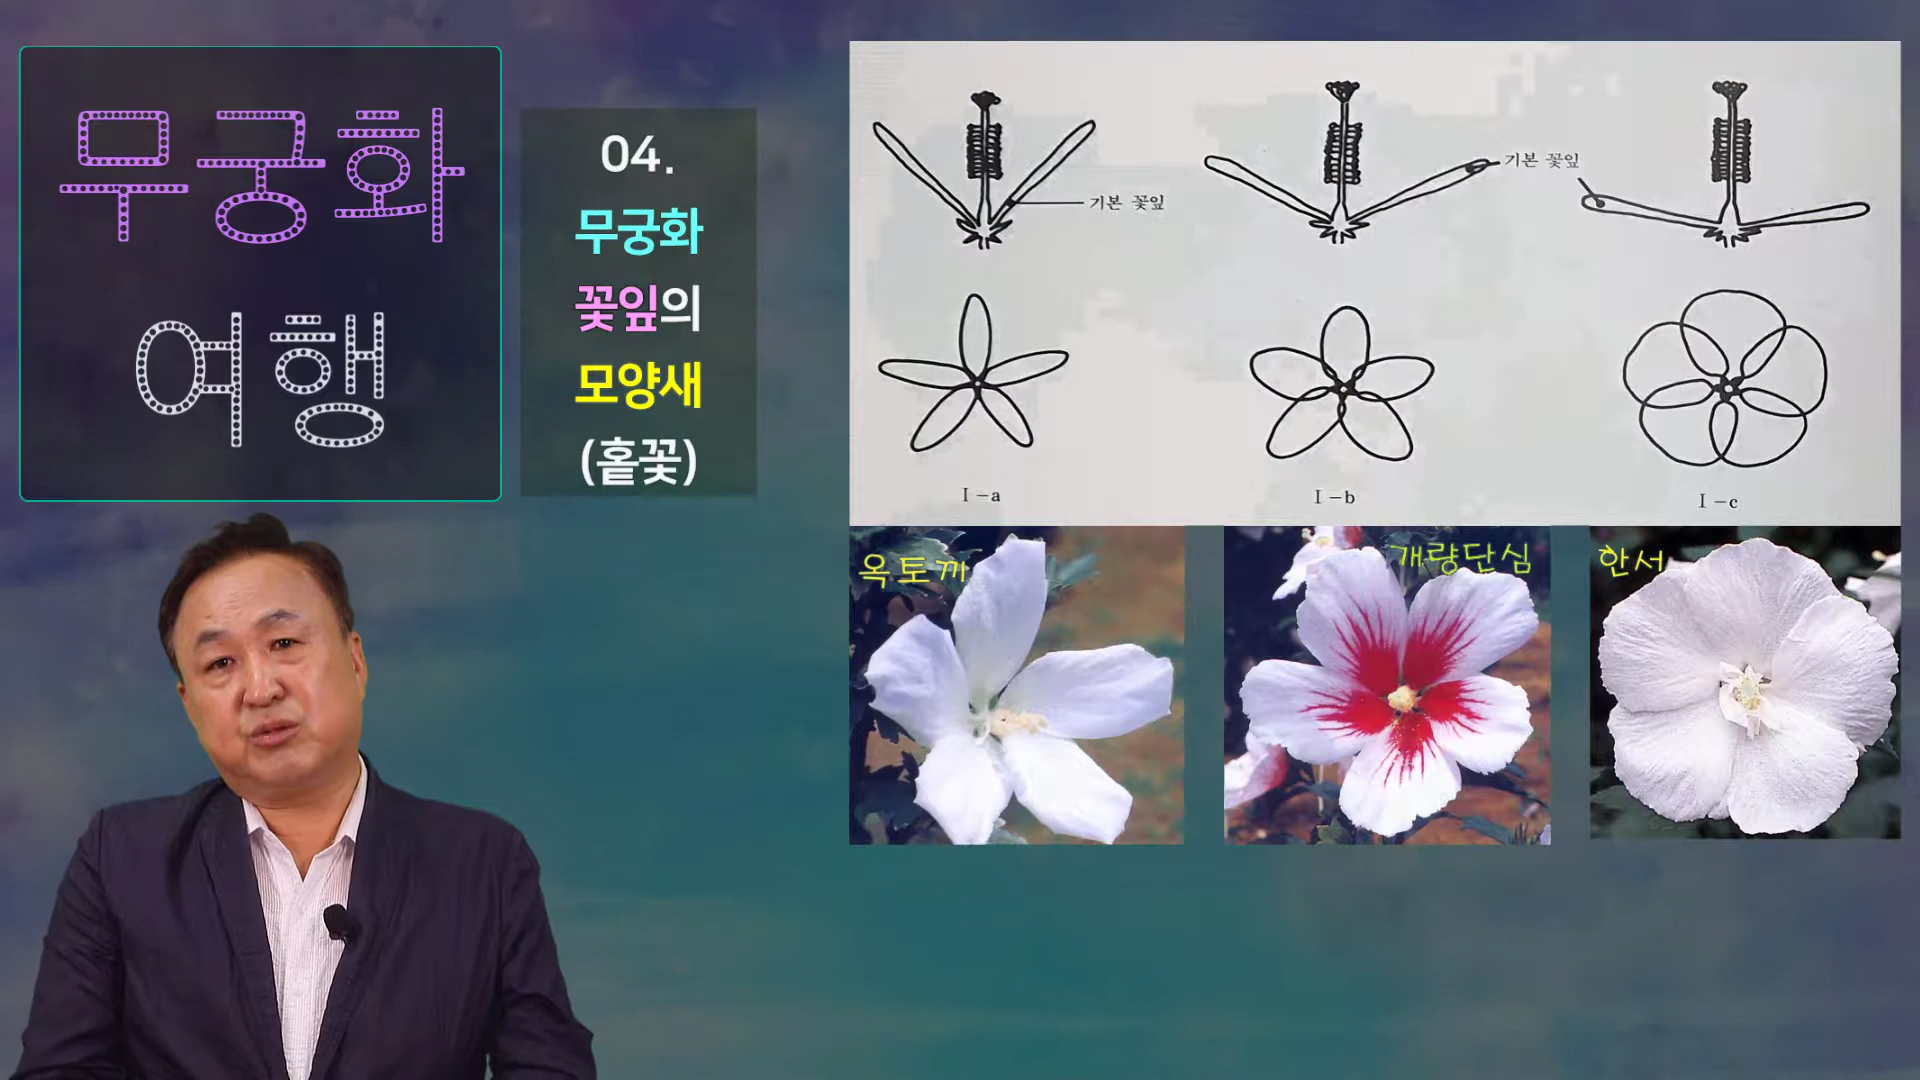 무궁화
여행
04.
무궁화
꽃잎의
모양새
(홑꽃)
기본 꽃잎
기본 꽃잎
I-a
I-b
I-c
옥토끼
개량단심
한서